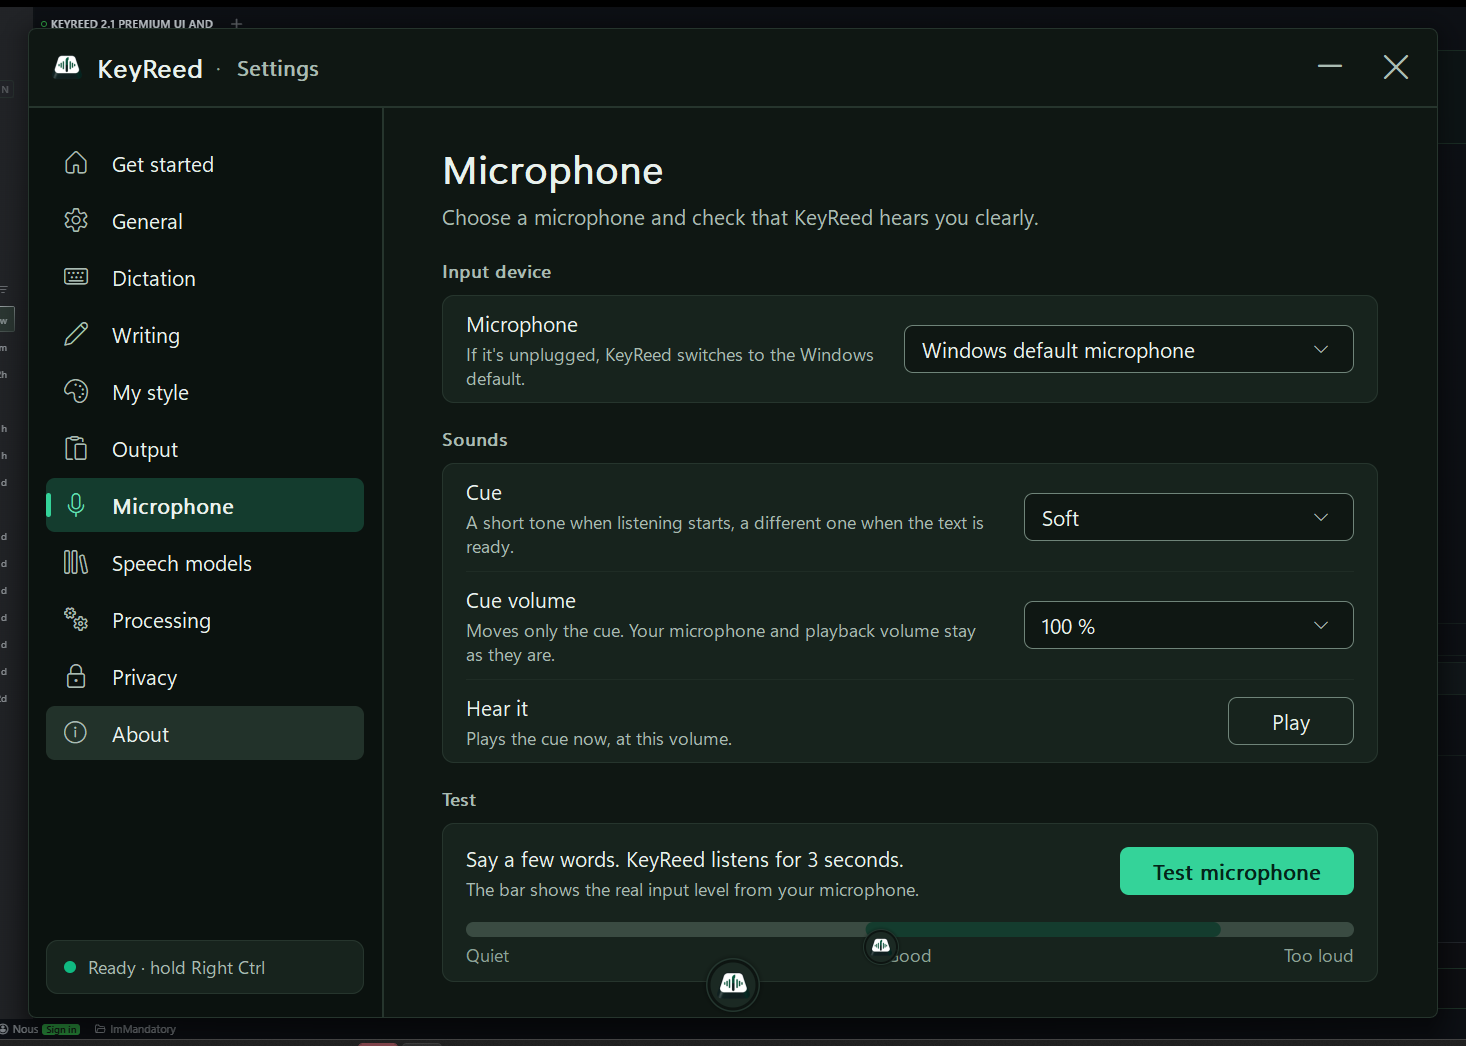 KEYREED 2.1 PREMIUM UI AND
KeyReed · Settings
Get started
General
Dictation
Writing
My style
Output
Microphone
Speech models
Processing
Privacy
About
Ready · hold Right Ctrl
Microphone
Choose a microphone and check that KeyReed hears you clearly.
Input device
Microphone
If it's unplugged, KeyReed switches to the Windows
default.
Windows default microphone
Sounds
Cue
A short tone when listening starts, a different one when the text is
ready.
Soft
Cue volume
Moves only the cue. Your microphone and playback volume stay
as they are.
100 %
Hear it
Plays the cue now, at this volume.
Play
Test
Say a few words. KeyReed listens for 3 seconds.
The bar shows the real input level from your microphone.
Test microphone
Quiet
Too loud
Nous Sign in ImMandatory